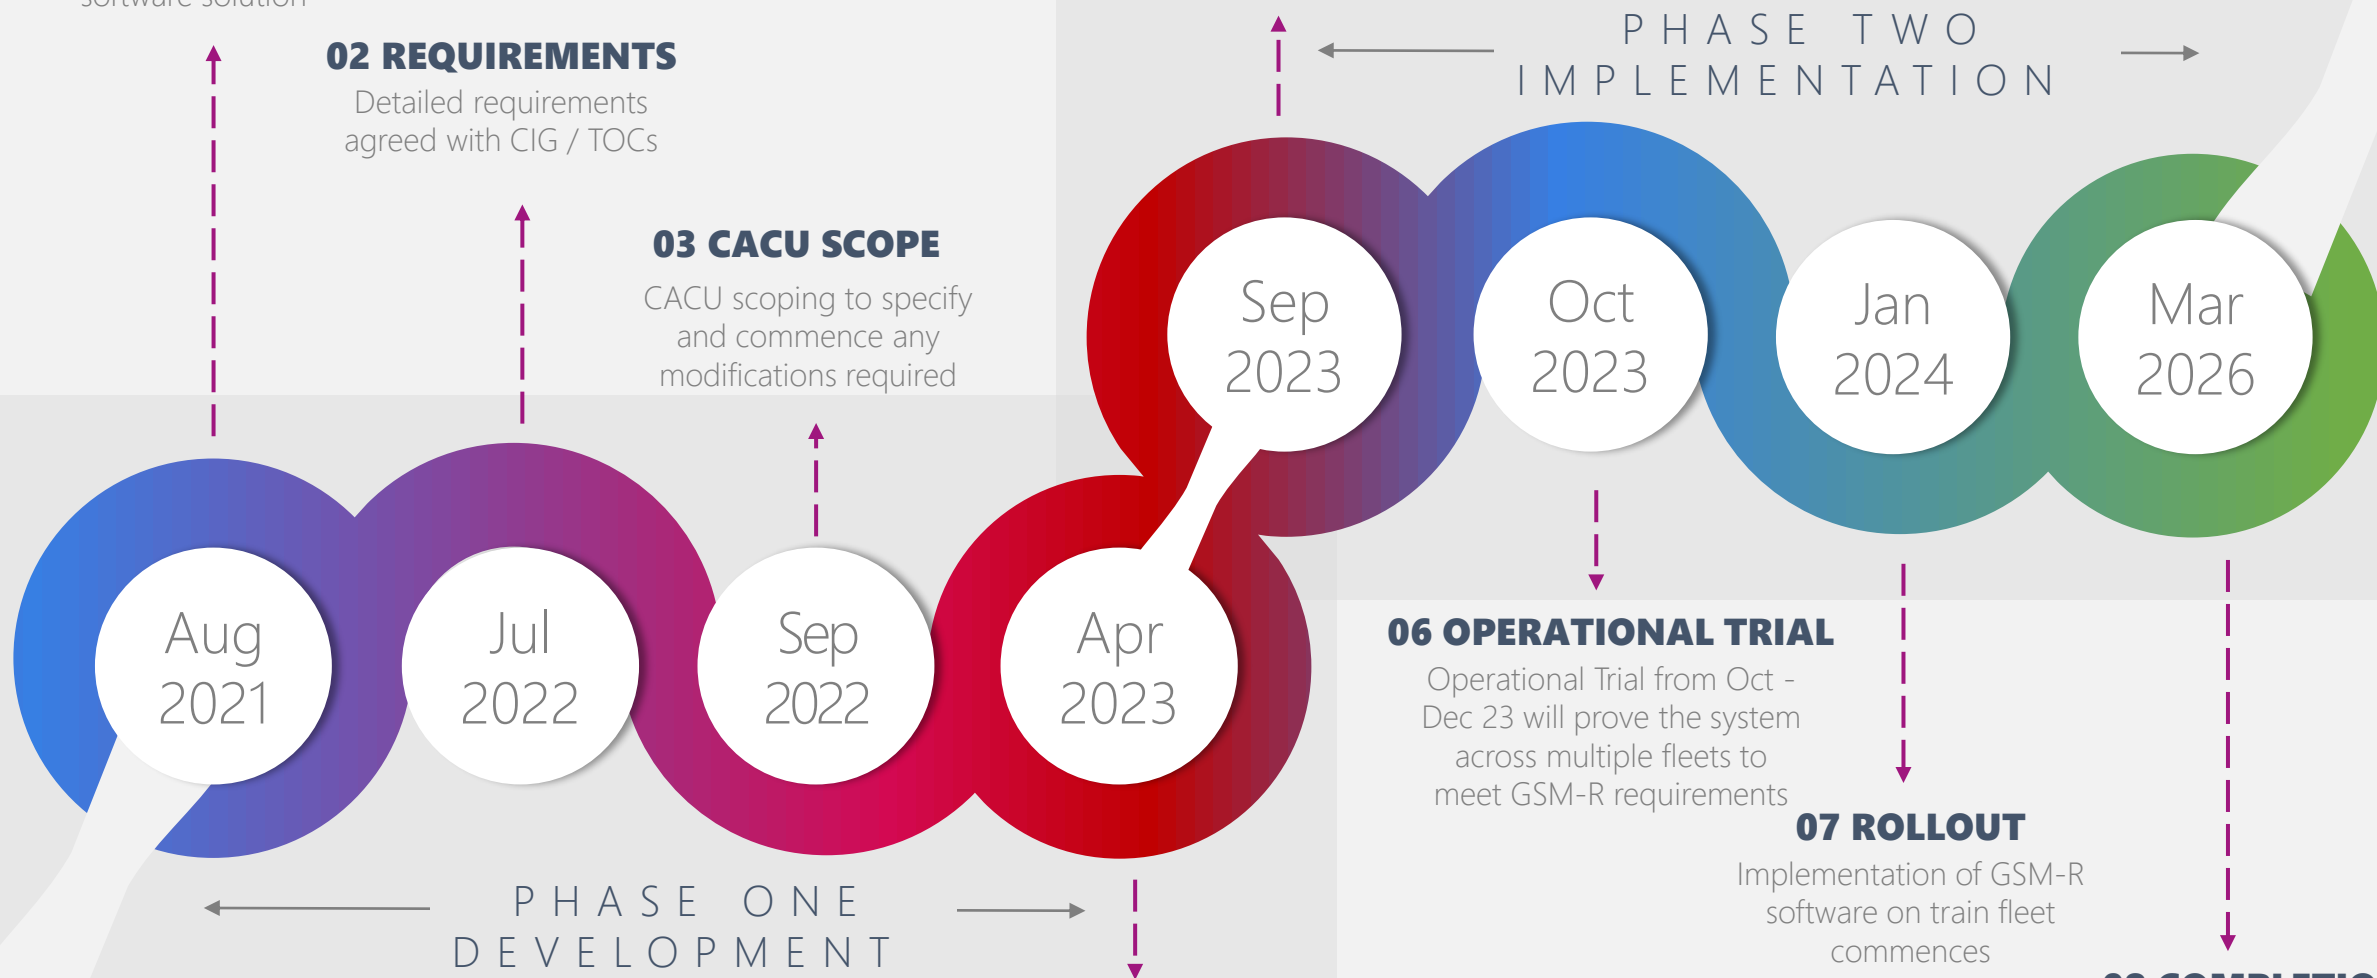 software solution
02 REQUIREMENTS
Detailed requirements
agreed with CIG / TOCs
03 CACU SCOPE
CACU scoping to specify
and commence any
modifications required
PHASE TWO
IMPLEMENTATION
Sep
2023
Oct
2023
Jan
2024
Mar
2026
Aug
2021
Jul
2022
Sep
2022
Apr
2023
PHASE ONE
DEVELOPMENT
06 OPERATIONAL TRIAL
Operational Trial from Oct -
Dec 23 will prove the system
across multiple fleets to
meet GSM-R requirements
07 ROLLOUT
Implementation of GSM-R
software on train fleet
commences